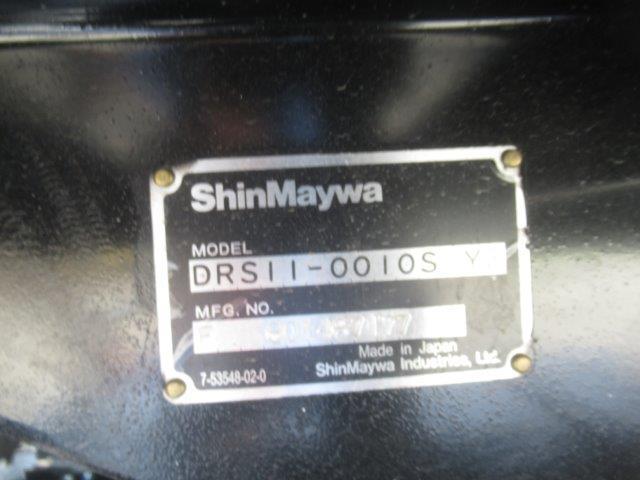 ShinMaywa
MODEL
DRS11-0010S Y
MFG. NO.
F
Made in Japan
7-53548-02-0
ShinMaywa Industries, Ltd.